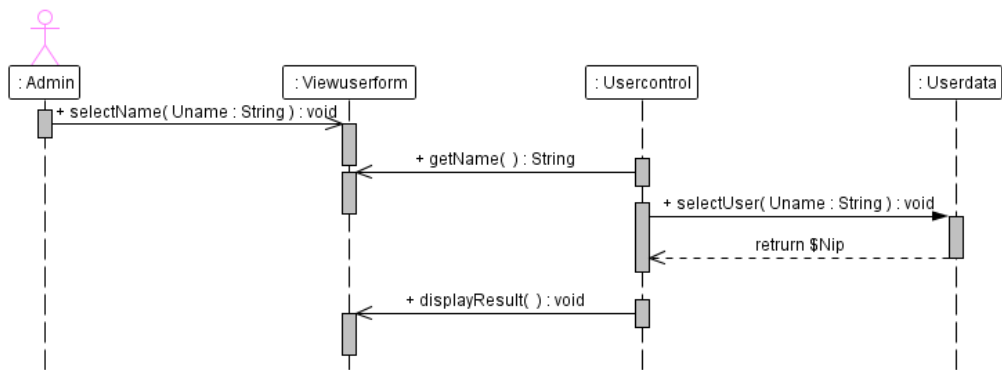 : Admin
: Viewuserform
: Usercontrol
: Userdata
+ selectName( Uname : String ) : void
+ getName( ) : String
+ selectUser( Uname : String ) : void
retrurn $Nip
+ displayResult( ) : void